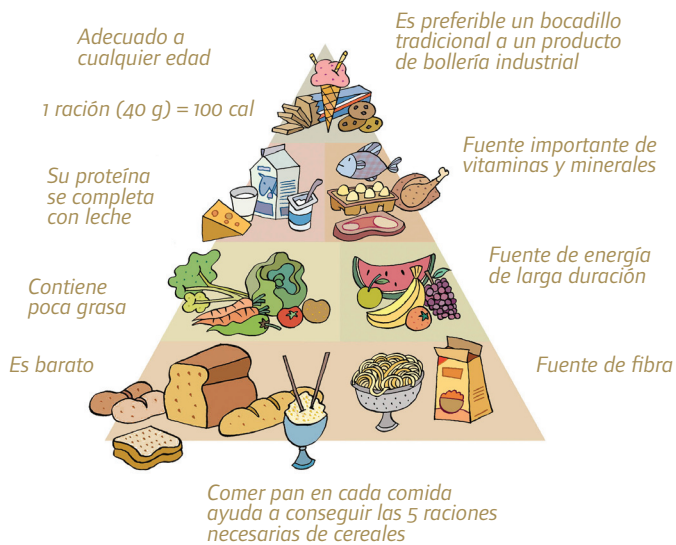 Adecuado a
cualquier edad
Es preferible un bocadillo
tradicional a un producto
de bollería industrial
1 ración (40 g) = 100 cal
Fuente importante de
vitaminas y minerales
Su proteína
se completa
con leche
Fuente de energía
de larga duración
Contiene
poca grasa
Es barato
Fuente de fibra
Comer pan en cada comida
ayuda a conseguir las 5 raciones
necesarias de cereales